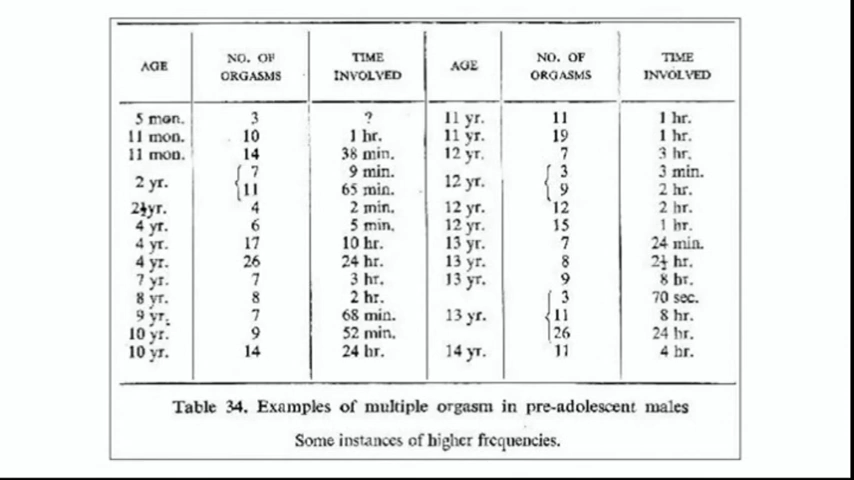 AGE NO. OF ORGASMS TIME INVOLVED AGE NO. OF ORGASMS TIME INVOLVED
5 mon. 3 ? 11 yr. 11 1 hr.
11 mon. 10 1 hr. 11 yr. 19 1 hr.
11 mon. 14 38 min. 12 yr. 7 3 hr.
2 yr. { 7 9 min. 12 yr. { 3 3 min.
11 65 min. 9 2 hr.
2½ yr. 4 2 min. 12 yr. 12 2 hr.
4 yr. 6 5 min. 12 yr. 15 1 hr.
4 yr. 17 10 hr. 13 yr. 7 24 min.
4 yr. 26 24 hr. 13 yr. 8 2½ hr.
7 yr. 7 3 hr. 13 yr. 9 8 hr.
8 yr. 8 2 hr. { 3 70 sec.
9 yr. 7 68 min. 13 yr. 11 8 hr.
10 yr. 9 52 min. 26 24 hr.
10 yr. 14 24 hr. 14 yr. 11 4 hr.
Table 34. Examples of multiple orgasm in pre-adolescent males
Some instances of higher frequencies.